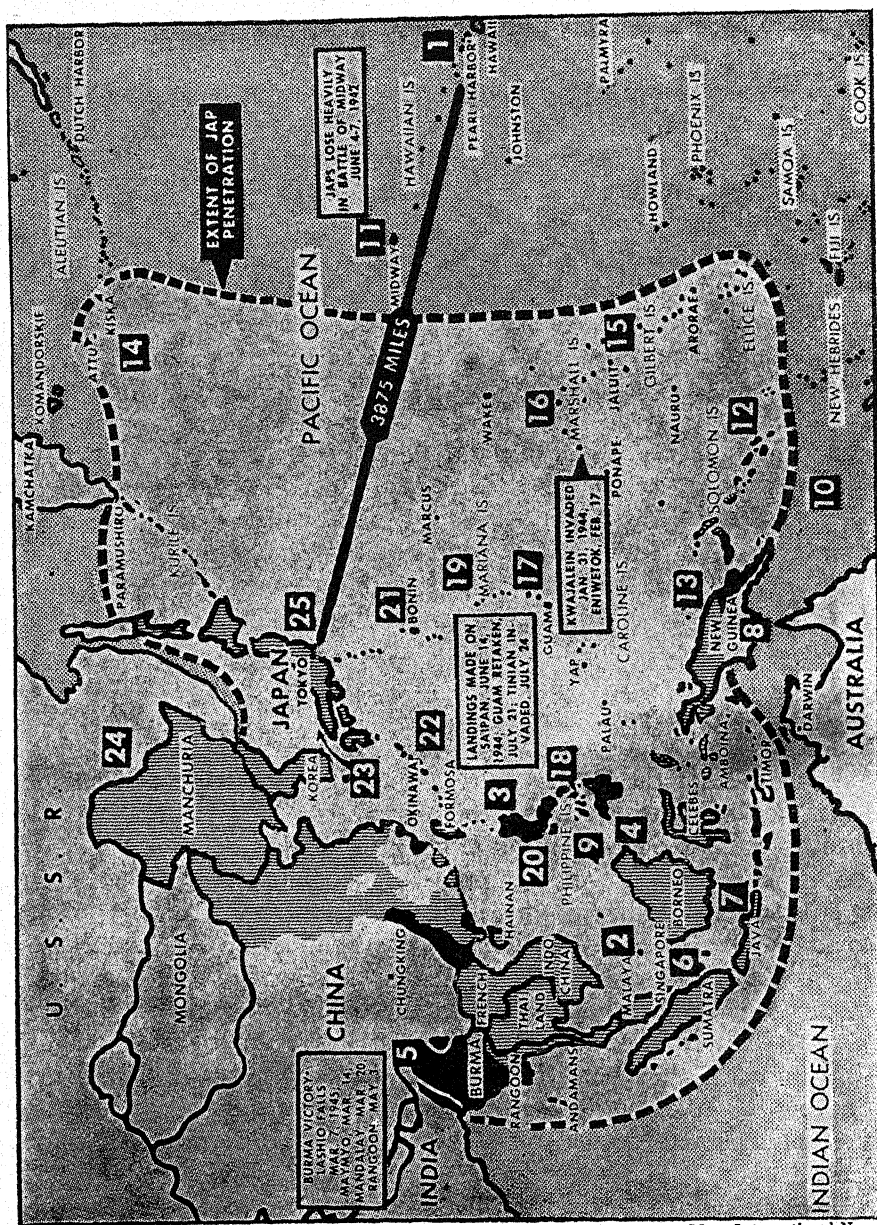 U. S. S. R.
KAMCHATKA
KOMANDORSKIE
ALEUTIAN IS
DUTCH HARBOR
ATTU
KISKA
14
PARAMUSHIRU
KURILE IS
EXTENT OF JAP
PENETRATION
MONGOLIA
24
MANCHURIA
JAPAN
TOKYO
25
KOREA
23
PACIFIC OCEAN
3875 MILES
11
MIDWAY
JAPS LOSE HEAVILY
IN BATTLE OF MIDWAY
JUNE 4-7, 1942
HAWAIIAN IS
1
PEARL HARBOR
HAWAII
JOHNSTON
PALMYRA
BURMA VICTORY-
LASHIO FALLS
MAR. 7, 1945;
MAYMYO, MAR. 14,
MANDALAY, MAR. 20
RANGOON MAY 3
INDIA
5
CHINA
CHUNGKING
BURMA
RANGOON
ANDAMANS
FRENCH
INDO
CHINA
THAI
LAND
HAINAN
OKINAWA
FORMOSA
22
21
BONIN
MARCUS
19
MARIANA IS
17
GUAM
LANDINGS MADE ON
SAIPAN, JUNE 14,
1944, GUAM RETAKEN,
JULY 21; TINIAN IN-
VADED, JULY 24
WAKE
16
MARSHALL IS
JALUIT
15
GILBERT IS
KWAJALEIN INVADED
JAN. 31, 1944,
ENIWETOK, FEB. 17
PONAPE
CAROLINE IS
YAP
PALAU
3
20
PHILIPPINE IS
18
9
4
2
MALAYA
SINGAPORE
6
SUMATRA
BORNEO
7
JAVA
CELEBES
AMBOINA
TIMOR
DARWIN
AUSTRALIA
NEW
GUINEA
8
13
SOLOMON IS
12
10
NAURU
ARORAE
ELLICE IS
HOWLAND
PHOENIX IS
SAMOA IS
FIJI IS
NEW HEBRIDES
COOK IS
INDIAN OCEAN